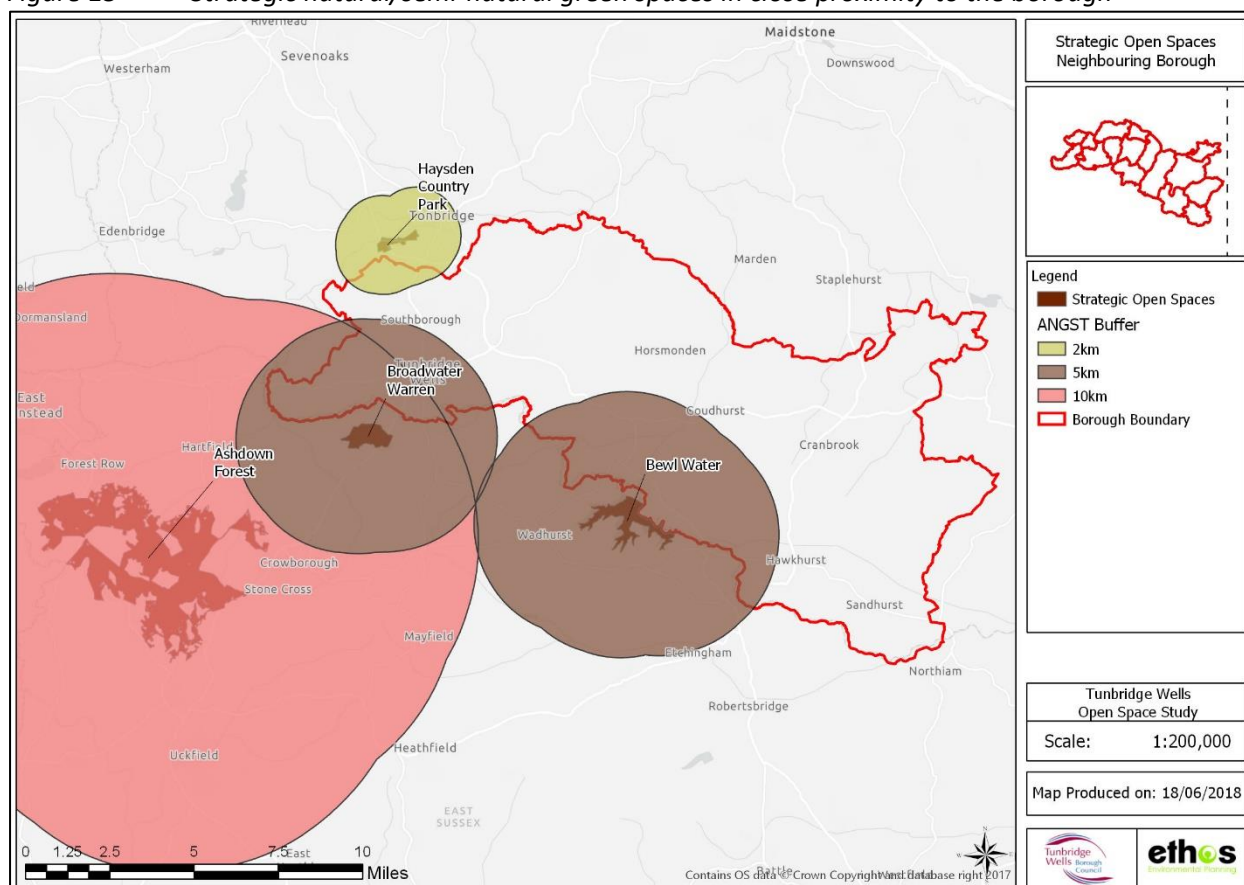 Strategic natural/semi-natural green spaces in close proximity to the borough
Riverhead
Maidstone
Sevenoaks
Westerham
Downswood
Haysden
Country
Park
Tonbridge
Edenbridge
Marden
Staplehurst
Dormansland
Southborough
Horsmonden
Tunbridge
Wells
Broadwater
Warren
East
Goudhurst
Cranbrook
Hartfield
Ashdown
Forest
Forest Row
Bewl Water
Wadhurst
Crowborough
Hawkhurst
Stone Cross
Sandhurst
Mayfield
Etchingham
Northiam
Robertsbridge
Uckfield
Heathfield
EAST
SUSSEX
0 1.25 2.5 5 7.5 10
Miles
East
Battle
Contains OS data © Crown Copyright and database right 2017
Strategic Open Spaces
Neighbouring Borough
Legend
Strategic Open Spaces
ANGST Buffer
2km
5km
10km
Borough Boundary
Tunbridge Wells
Open Space Study
Scale: 1:200,000
Map Produced on: 18/06/2018
Tunbridge
Wells Borough
Council
ethos
Environmental Planning